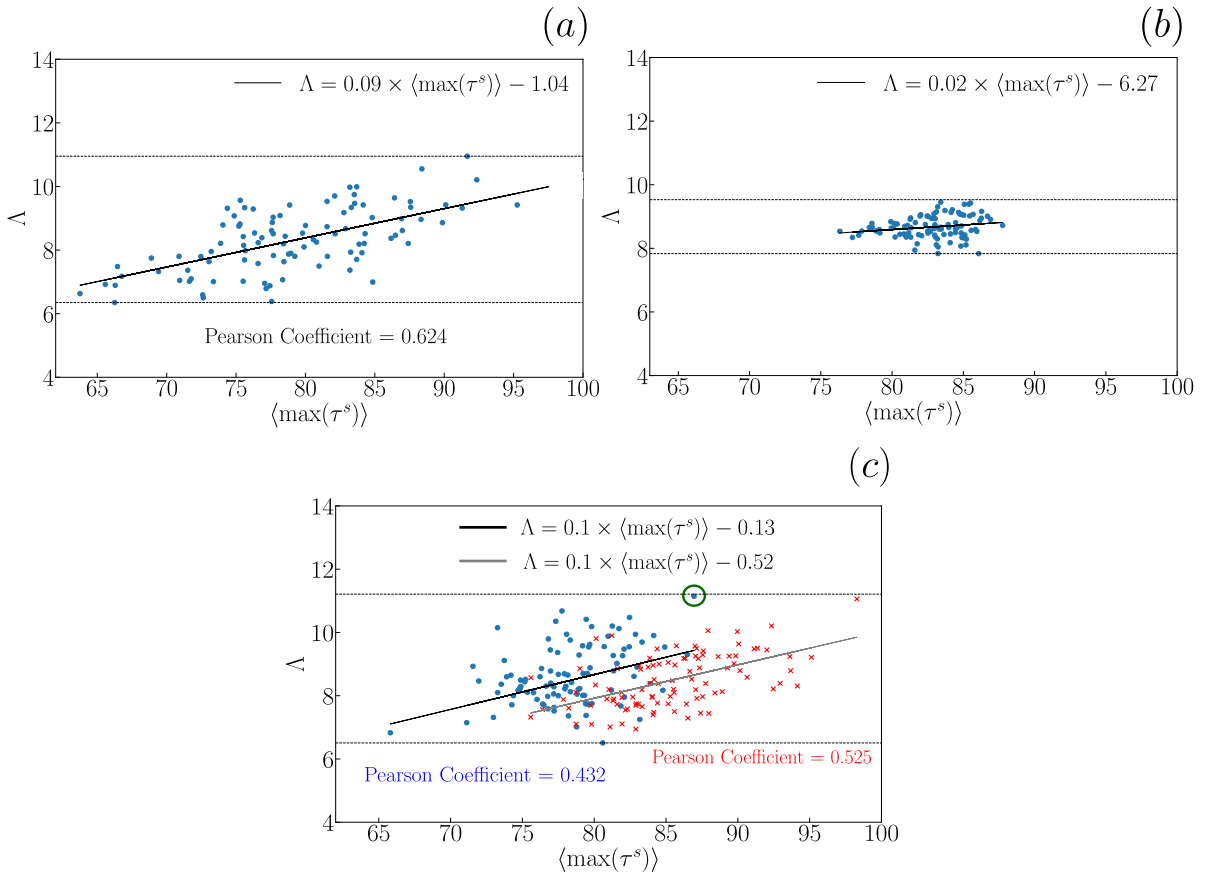 (a)
14
12
10
8
6
4
Λ
Λ = 0.09 × ⟨max(τ^s)⟩ − 1.04
Pearson Coefficient = 0.624
65 70 75 80 85 90 95 100
⟨max(τ^s)⟩
(b)
14
12
10
8
6
4
Λ
Λ = 0.02 × ⟨max(τ^s)⟩ − 6.27
65 70 75 80 85 90 95 100
⟨max(τ^s)⟩
(c)
14
12
10
8
6
4
Λ
Λ = 0.1 × ⟨max(τ^s)⟩ − 0.13
Λ = 0.1 × ⟨max(τ^s)⟩ − 0.52
Pearson Coefficient = 0.525
Pearson Coefficient = 0.432
65 70 75 80 85 90 95 100
⟨max(τ^s)⟩